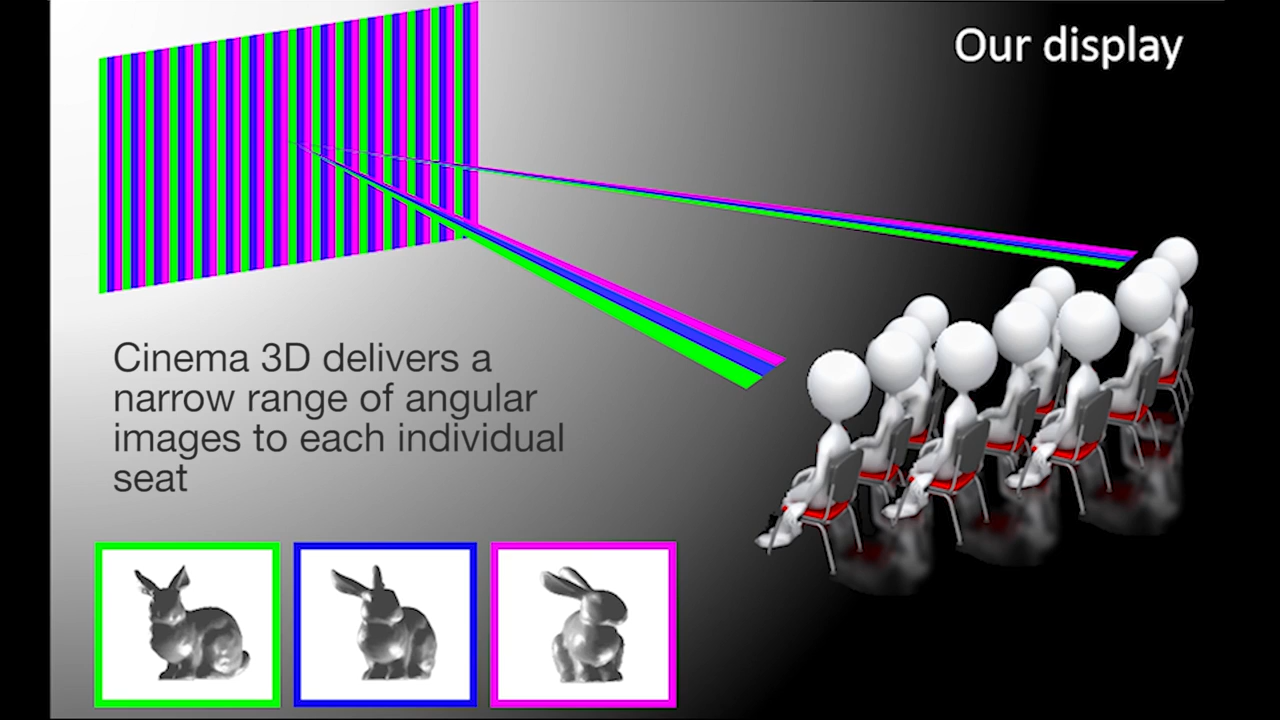 Our display
Cinema 3D delivers a
narrow range of angular
images to each individual
seat